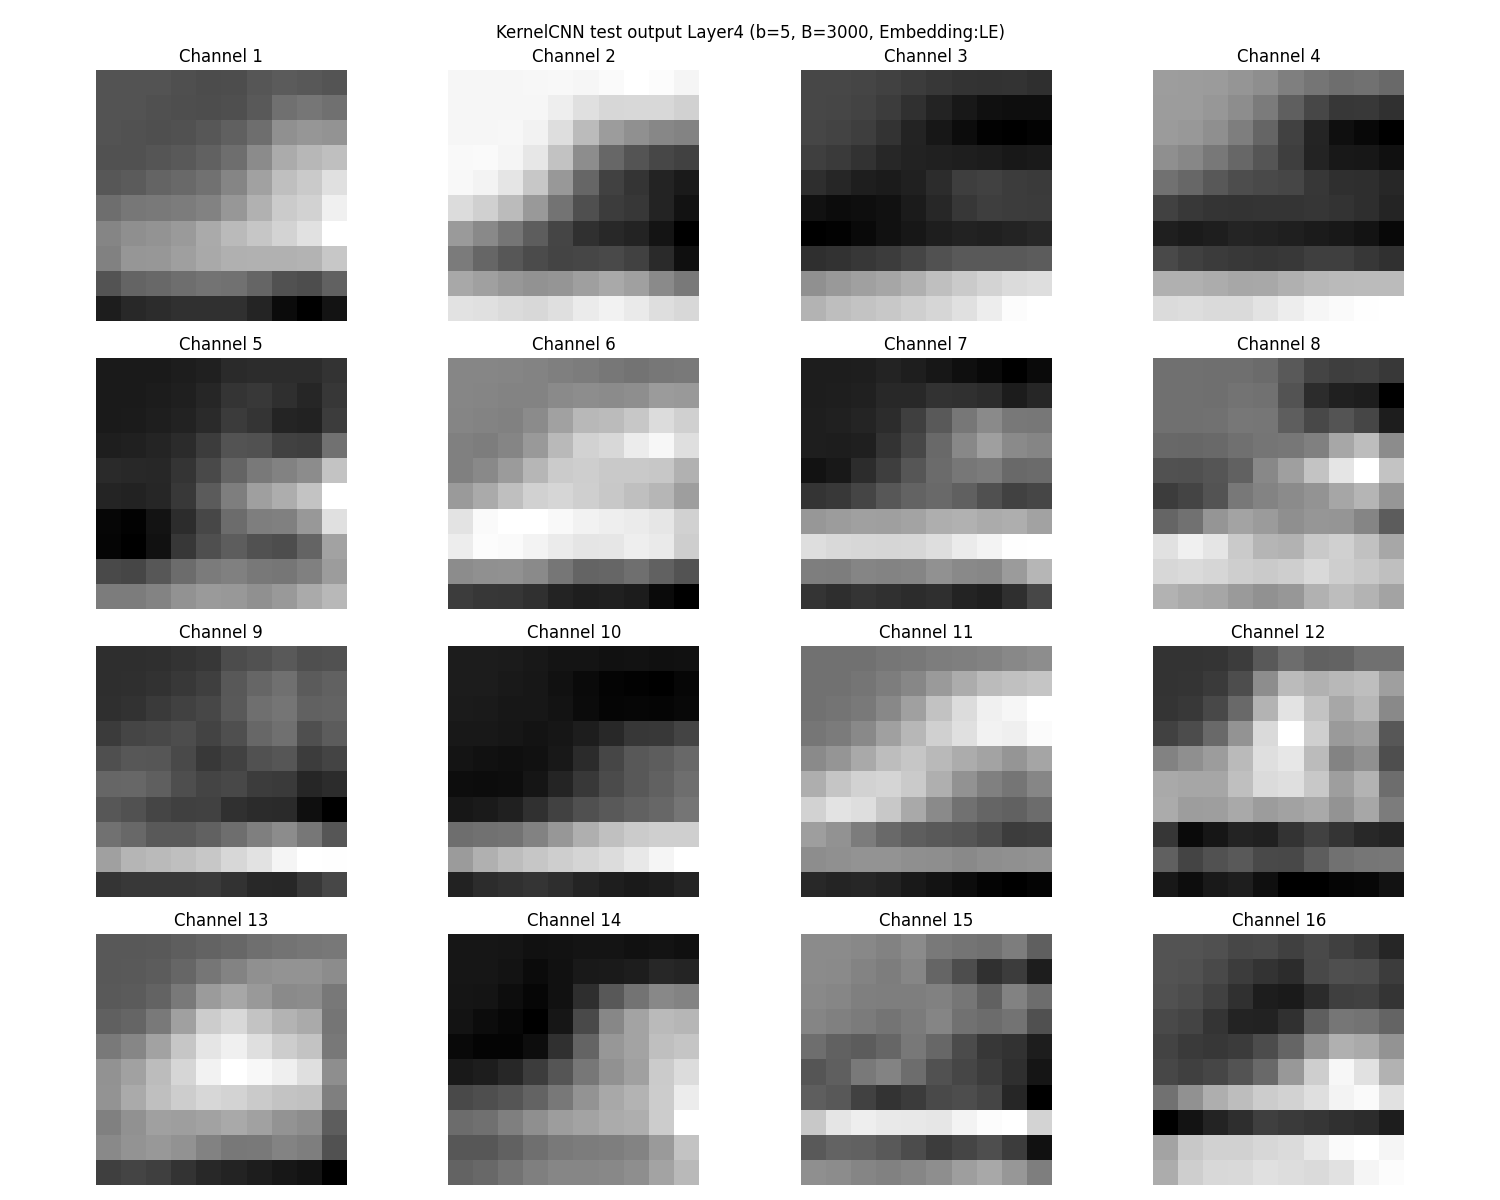 KernelCNN test output Layer4 (b=5, B=3000, Embedding:LE)
Channel 1
Channel 2
Channel 3
Channel 4
Channel 5
Channel 6
Channel 7
Channel 8
Channel 9
Channel 10
Channel 11
Channel 12
Channel 13
Channel 14
Channel 15
Channel 16